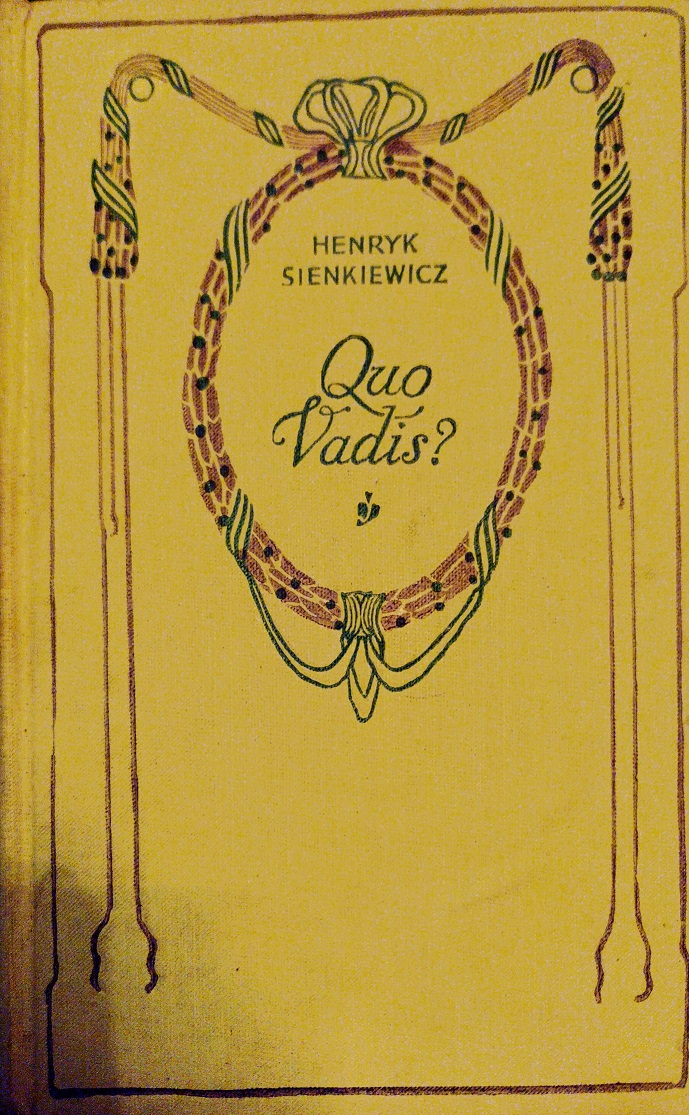 HENRYK
SIENKIEWICZ
Quo
Vadis?